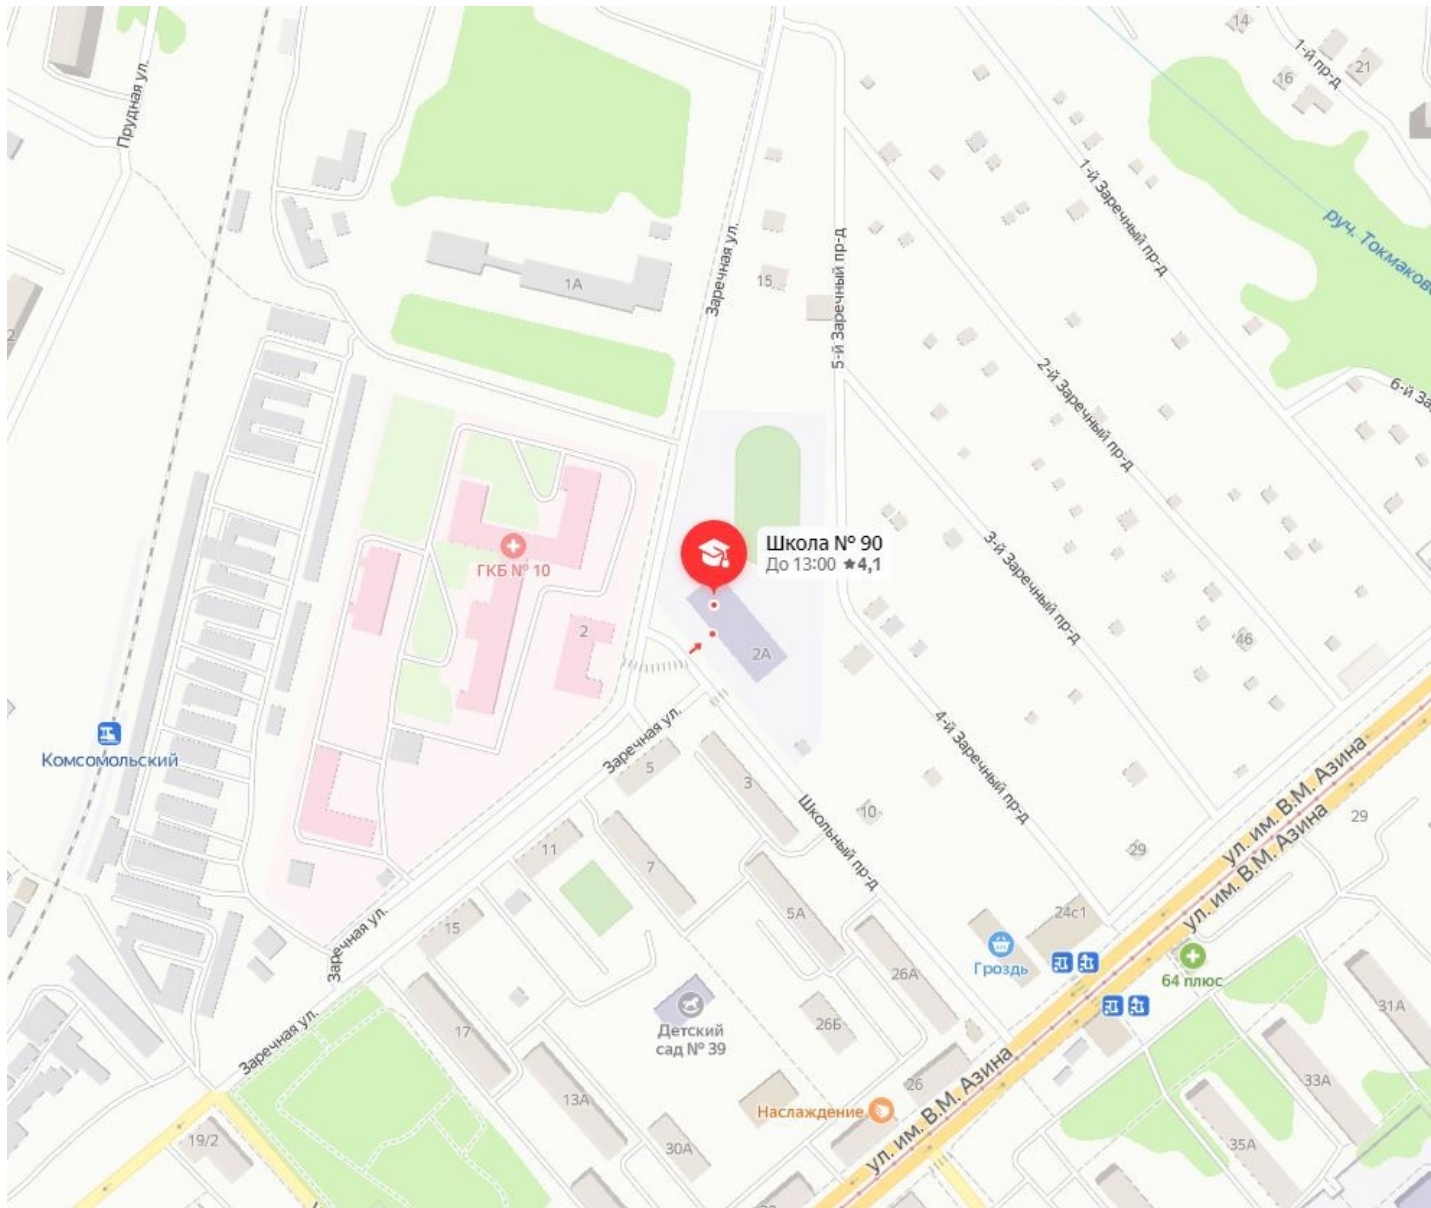 14
1-й пр-д
21
16
Прудная ул.
1-й Заречный пр-д
руч. Токмаков
Заречная ул.
5-й Заречный пр-д
15
1А
2
2-й Заречный пр-д
6-й За
Школа № 90
До 13:00 ★4,1
ГКБ № 10
3-й Заречный пр-д
2
2А
46
Комсомольский
Заречная ул.
4-й Заречный пр-д
5
3
10
Школьный пр-д
ул. им. В.М. Азина
ул. им. В.М. Азина
29
29
11
7
5А
24с1
15
Заречная ул.
26А
Гроздь
64 плюс
31А
Детский
сад № 39
26Б
17
Заречная ул.
13А
26
ул. им. В.М. Азина
33А
Наслаждение
19/2
30А
35А